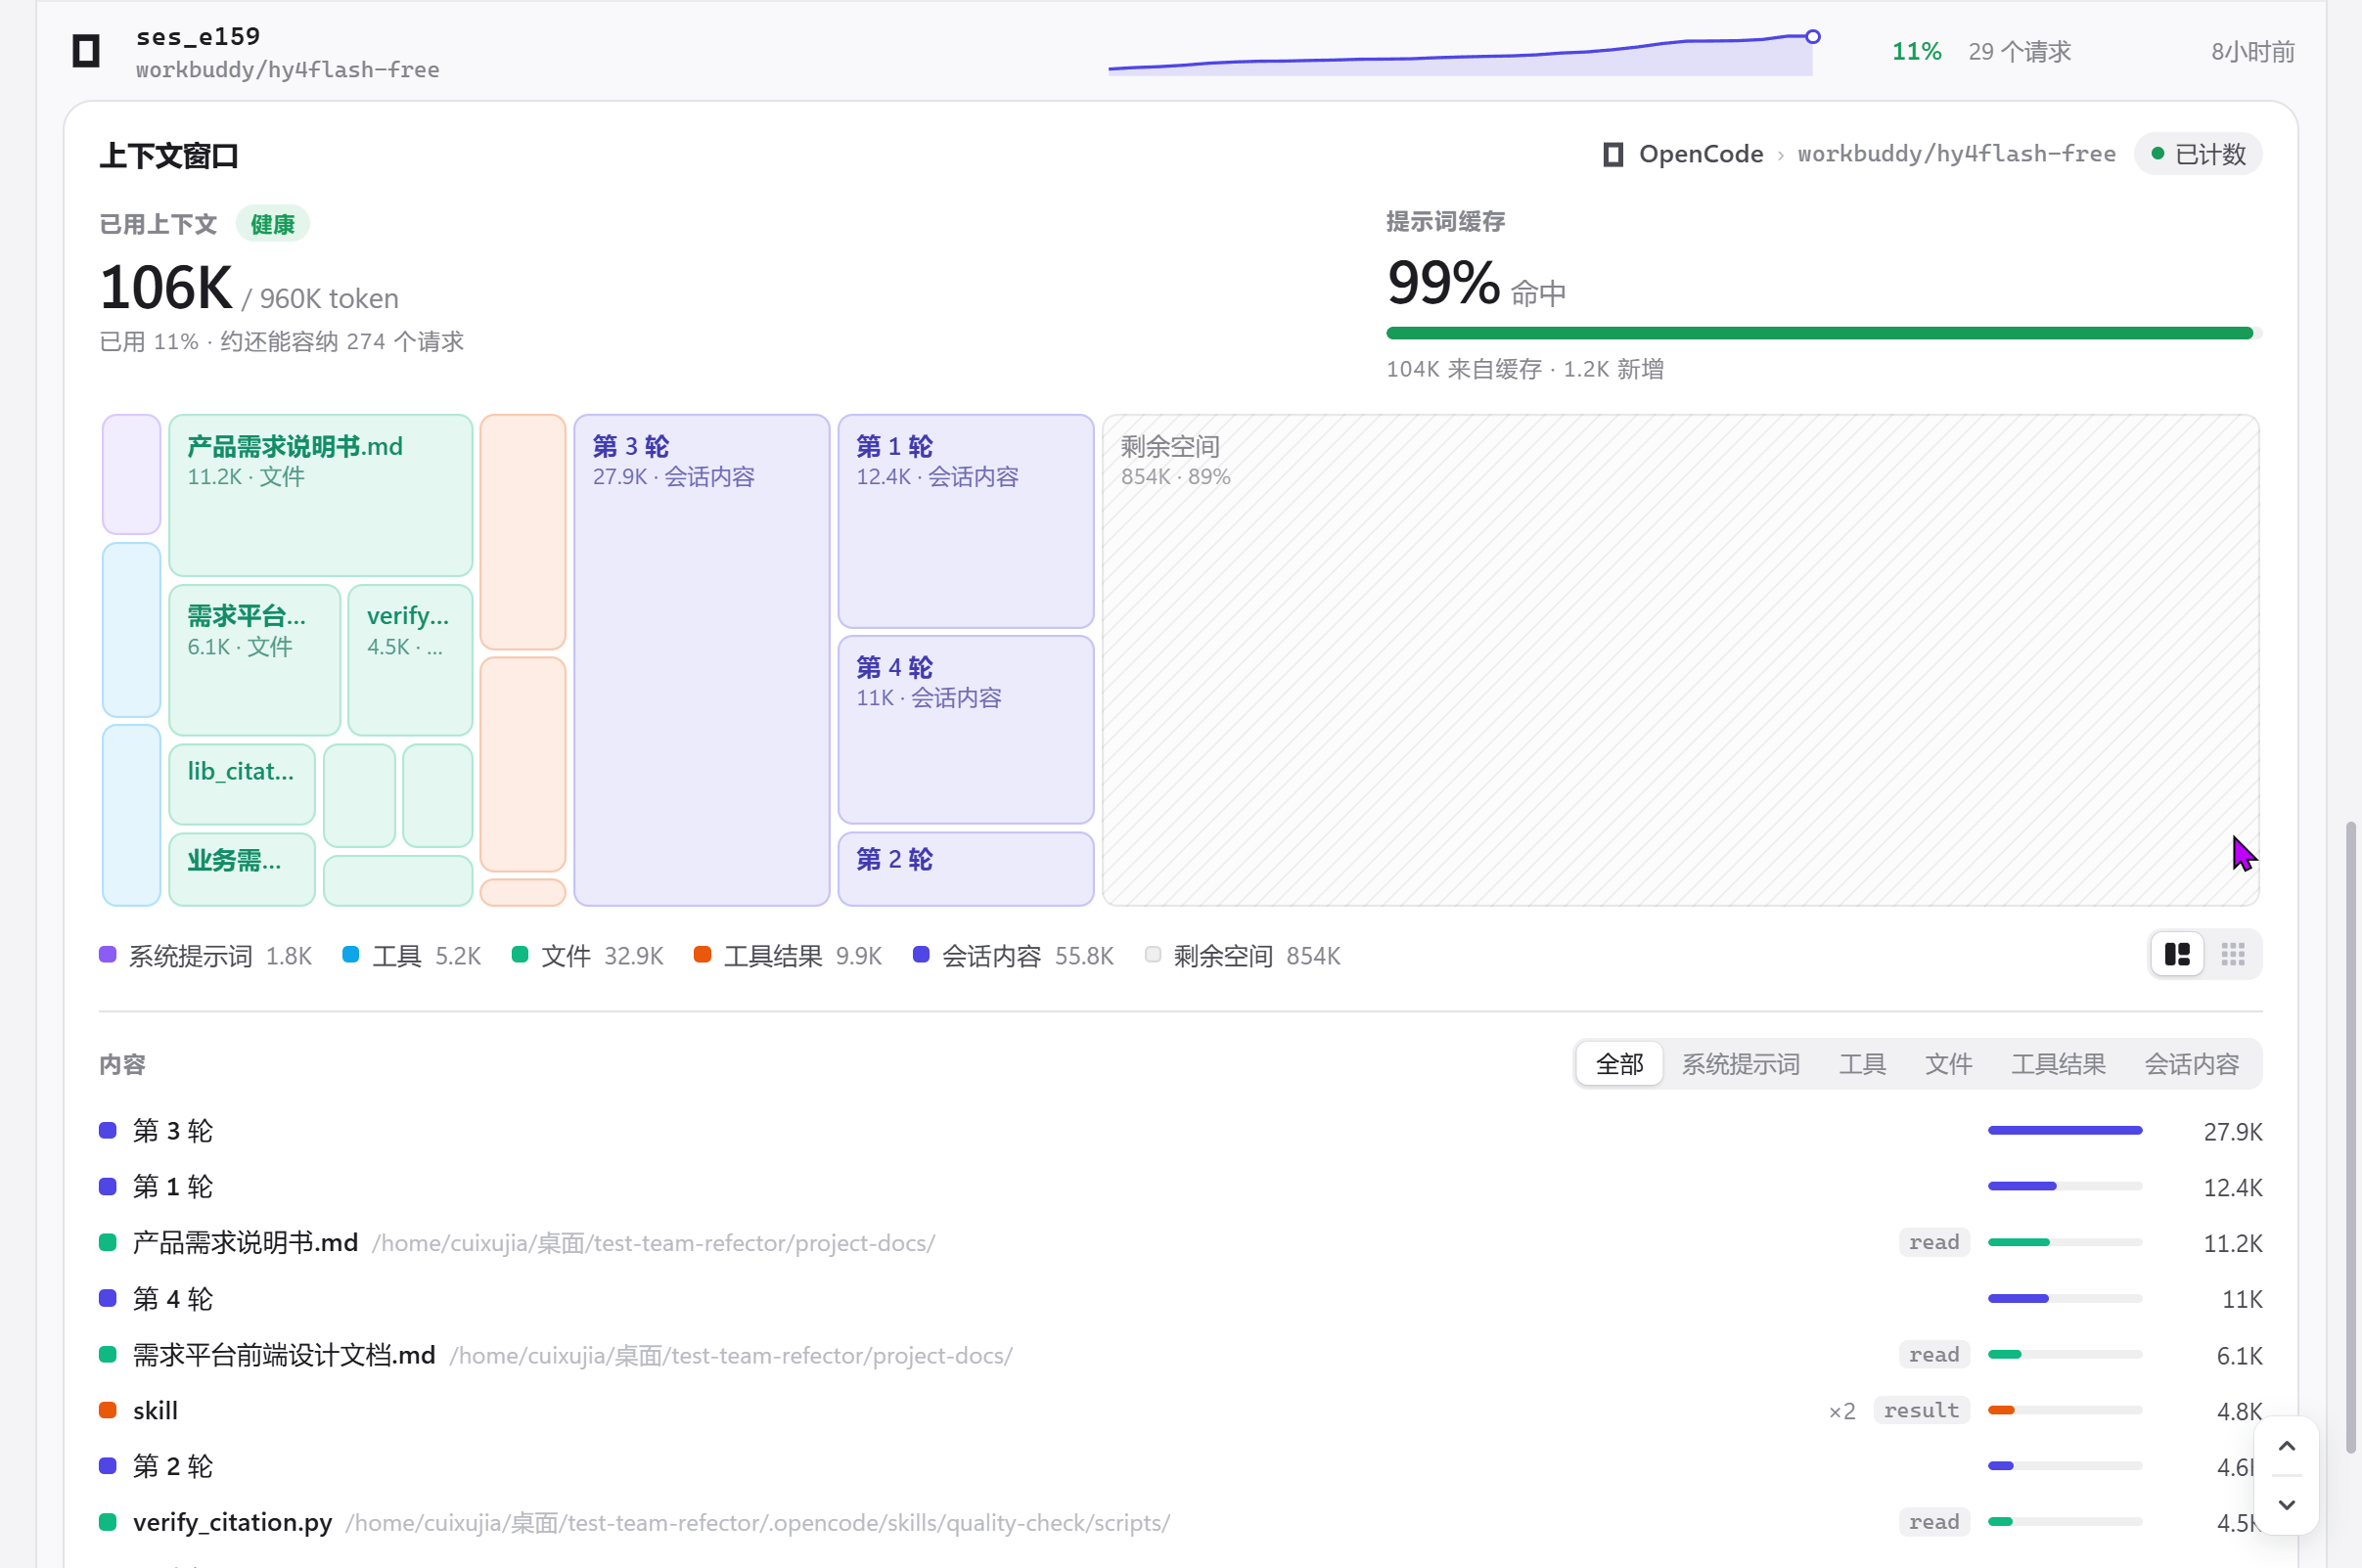 ses_e159
workbuddy/hy4flash-free
11% 29 个请求 8小时前
上下文窗口
OpenCode › workbuddy/hy4flash-free 已计数
已用上下文 健康
106K / 960K token
已用 11% · 约还能容纳 274 个请求
提示词缓存
99% 命中
104K 来自缓存 · 1.2K 新增
产品需求说明书.md
11.2K · 文件
需求平台...
6.1K · 文件
verify...
4.5K · ...
lib_citat...
业务需...
第 3 轮
27.9K · 会话内容
第 1 轮
12.4K · 会话内容
第 4 轮
11K · 会话内容
第 2 轮
剩余空间
854K · 89%
系统提示词 1.8K 工具 5.2K 文件 32.9K 工具结果 9.9K 会话内容 55.8K 剩余空间 854K
内容
全部 系统提示词 工具 文件 工具结果 会话内容
第 3 轮 27.9K
第 1 轮 12.4K
产品需求说明书.md /home/cuixujia/桌面/test-team-refector/project-docs/ read 11.2K
第 4 轮 11K
需求平台前端设计文档.md /home/cuixujia/桌面/test-team-refector/project-docs/ read 6.1K
skill ×2 result 4.8K
第 2 轮 4.6
verify_citation.py /home/cuixujia/桌面/test-team-refector/.opencode/skills/quality-check/scripts/ read 4.5K